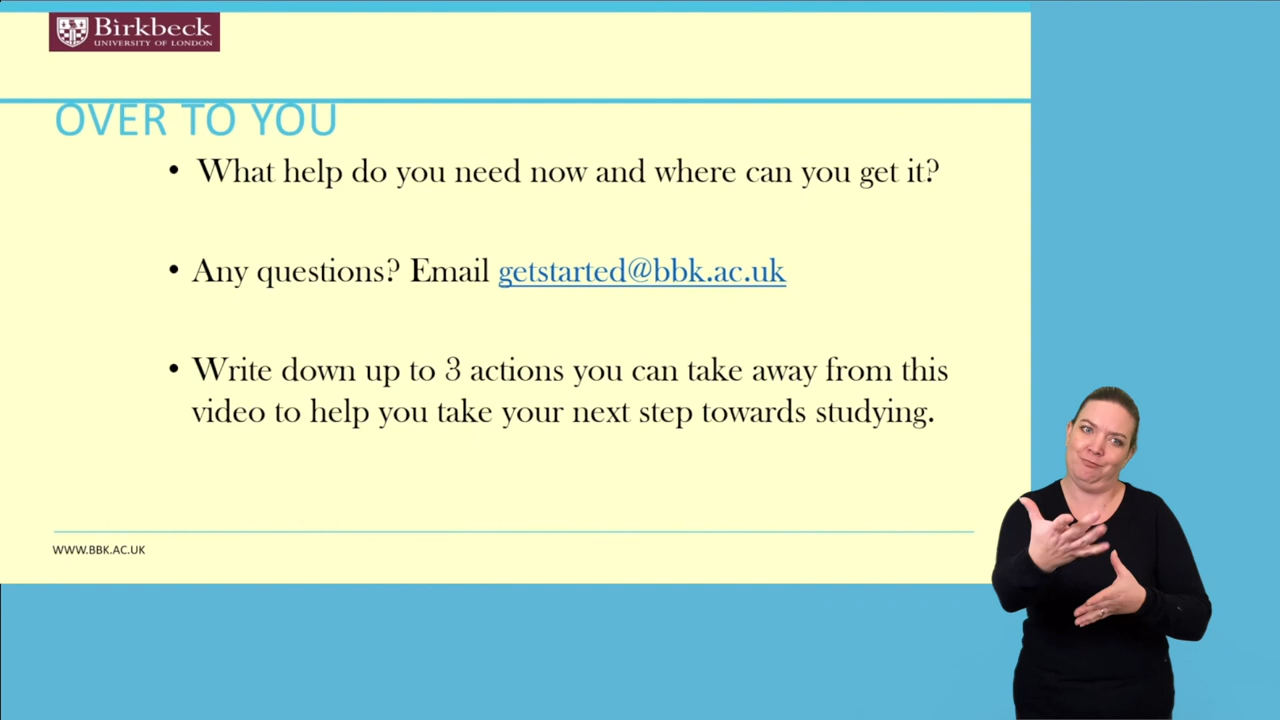 Birkbeck
UNIVERSITY OF LONDON
OVER TO YOU
• What help do you need now and where can you get it?
• Any questions? Email getstarted@bbk.ac.uk
• Write down up to 3 actions you can take away from this
video to help you take your next step towards studying.
WWW.BBK.AC.UK